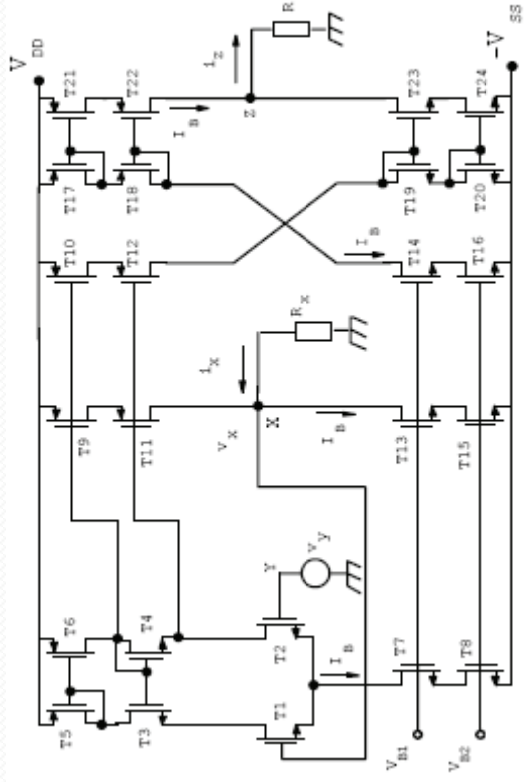 V DD
T5
T6
T9
T10
T17
T21
T3
T4
T11
T12
T18
T22
I B
i z
Z
R
v x
i x
X
R x
Y
v y
T1
T2
I B
I B
I B
V B1
T7
T13
T14
T19
T23
V B2
T8
T15
T16
T20
T24
-V SS